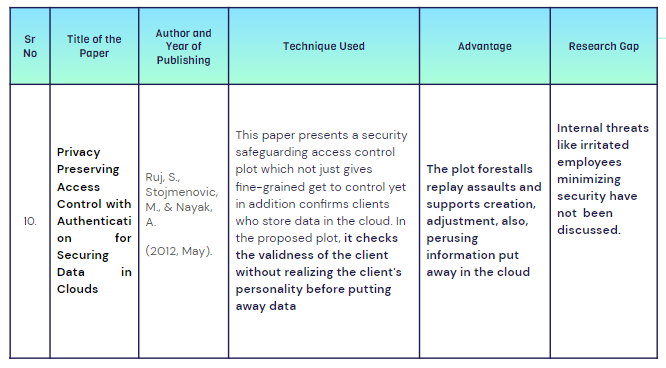 Sr
No
Title of the
Paper
Author and
Year of
Publishing
Technique Used
Advantage
Research Gap
10.
Privacy
Preserving
Access
Control with
Authenticati
on for
Securing
Data in
Clouds
Ruj, S.,
Stojmenovic,
M., & Nayak,
A.
(2012, May).
This paper presents a security
safeguarding access control
plot which not just gives
fine-grained get to control yet
in addition confirms clients
who store data in the cloud. In
the proposed plot, it checks
the validness of the client
without realizing the client's
personality before putting
away data
The plot forestalls
replay assaults and
supports creation,
adjustment, also,
perusing
information put
away in the cloud
Internal threats
like irritated
employees
minimizing
security have
not been
discussed.